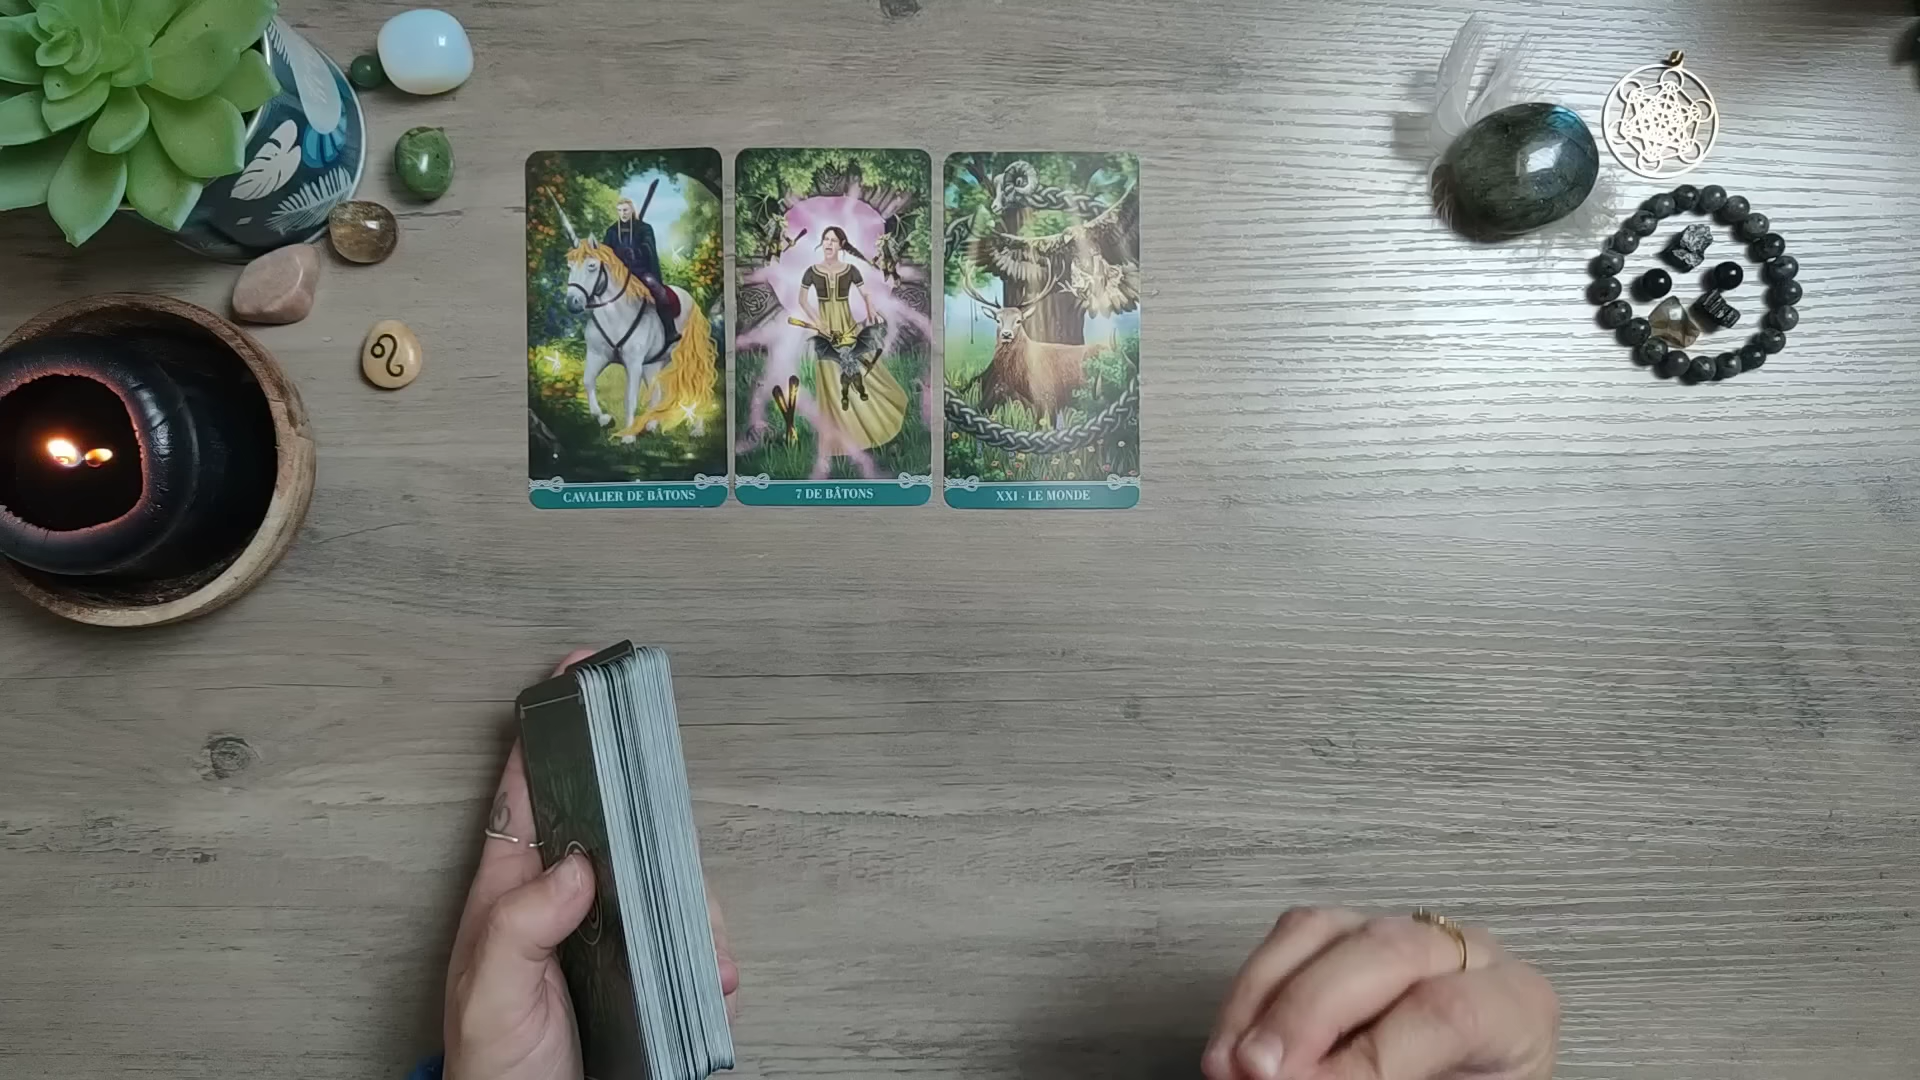 CAVALIER DE BÂTONS
7 DE BÂTONS
XXI · LE MONDE